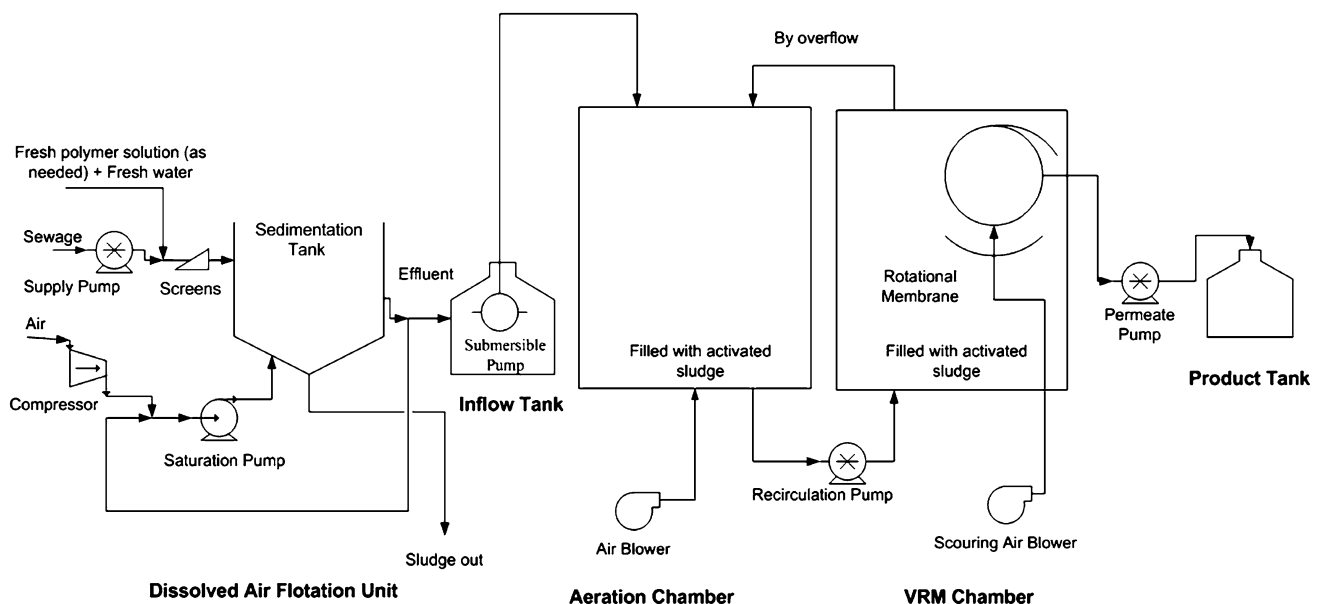 By overflow
Fresh polymer solution (as
needed) + Fresh water
Sewage
Supply Pump
Screens
Sedimentation
Tank
Effluent
Air
Compressor
Saturation Pump
Submersible
Pump
Inflow Tank
Sludge out
Dissolved Air Flotation Unit
Filled with activated
sludge
Air Blower
Aeration Chamber
Recirculation Pump
Rotational
Membrane
Filled with activated
sludge
Scouring Air Blower
VRM Chamber
Permeate
Pump
Product Tank